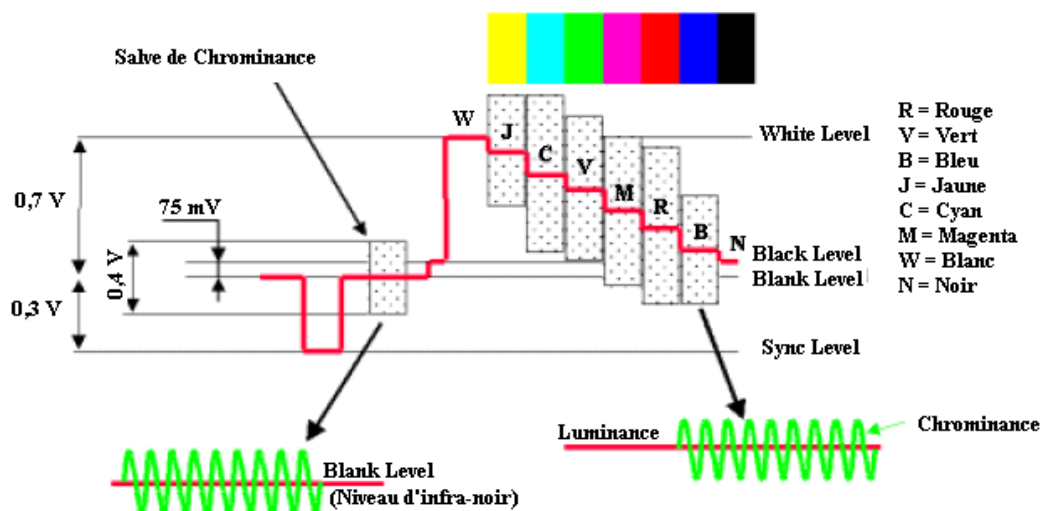 Salve de Chrominance
W
J
C
V
M
R
B
N
White Level
Black Level
Blank Level
Sync Level
R = Rouge
V = Vert
B = Bleu
J = Jaune
C = Cyan
M = Magenta
W = Blanc
N = Noir
0,7 V
75 mV
0,4 V
0,3 V
Blank Level
(Niveau d'infra-noir)
Luminance
Chrominance